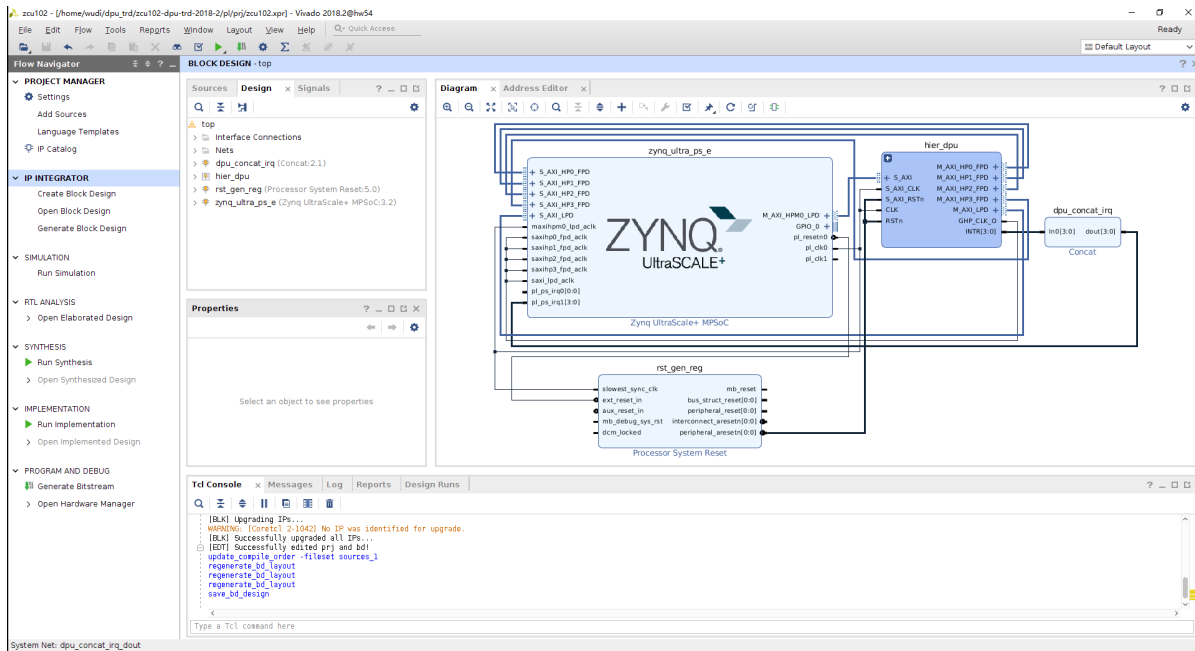 zcu102 - [/home/wudi/dpu_trd/zcu102-dpu-trd-2018-2/pl/prj/zcu102.xpr] - Vivado 2018.2@hw54
File Edit Flow Tools Reports Window Layout View Help Quick Access
Ready
Default Layout
Flow Navigator
PROJECT MANAGER
Settings
Add Sources
Language Templates
IP Catalog
IP INTEGRATOR
Create Block Design
Open Block Design
Generate Block Design
SIMULATION
Run Simulation
RTL ANALYSIS
Open Elaborated Design
SYNTHESIS
Run Synthesis
Open Synthesized Design
IMPLEMENTATION
Run Implementation
Open Implemented Design
PROGRAM AND DEBUG
Generate Bitstream
Open Hardware Manager
BLOCK DESIGN - top
Sources Design Signals
top
Interface Connections
Nets
dpu_concat_irq (Concat:2.1)
hier_dpu
rst_gen_reg (Processor System Reset:5.0)
zynq_ultra_ps_e (Zynq UltraScale+ MPSoC:3.2)
Properties
Select an object to see properties
Diagram Address Editor
zynq_ultra_ps_e
S_AXI_HP0_FPD
S_AXI_HP1_FPD
S_AXI_HP2_FPD
S_AXI_HP3_FPD
S_AXI_LPD
maxihpm0_lpd_aclk
saxihp0_fpd_aclk
saxihp1_fpd_aclk
saxihp2_fpd_aclk
saxihp3_fpd_aclk
saxi_lpd_aclk
pl_ps_irq0[0:0]
pl_ps_irq1[3:0]
ZYNQ
UltraSCALE+
M_AXI_HPM0_LPD
GPIO_0
pl_resetn0
pl_clk0
pl_clk1
Zynq UltraScale+ MPSoC
hier_dpu
S_AXI
S_AXI_CLK
S_AXI_RSTn
CLK
RSTn
M_AXI_HP0_FPD
M_AXI_HP1_FPD
M_AXI_HP2_FPD
M_AXI_HP3_FPD
M_AXI_LPD
GHP_CLK_O
INTR[3:0]
dpu_concat_irq
In0[3:0] dout[3:0]
Concat
rst_gen_reg
slowest_sync_clk
ext_reset_in
aux_reset_in
mb_debug_sys_rst
dcm_locked
mb_reset
bus_struct_reset[0:0]
peripheral_reset[0:0]
interconnect_aresetn[0:0]
peripheral_aresetn[0:0]
Processor System Reset
Tcl Console Messages Log Reports Design Runs
[BLK] Upgrading IPs...
WARNING: [Coretcl 2-1042] No IP was identified for upgrade.
[BLK] Successfully upgraded all IPs...
[EDT] Successfully edited prj and bd!
update_compile_order -fileset sources_1
regenerate_bd_layout
regenerate_bd_layout
regenerate_bd_layout
save_bd_design
Type a Tcl command here
System Net: dpu_concat_irq_dout